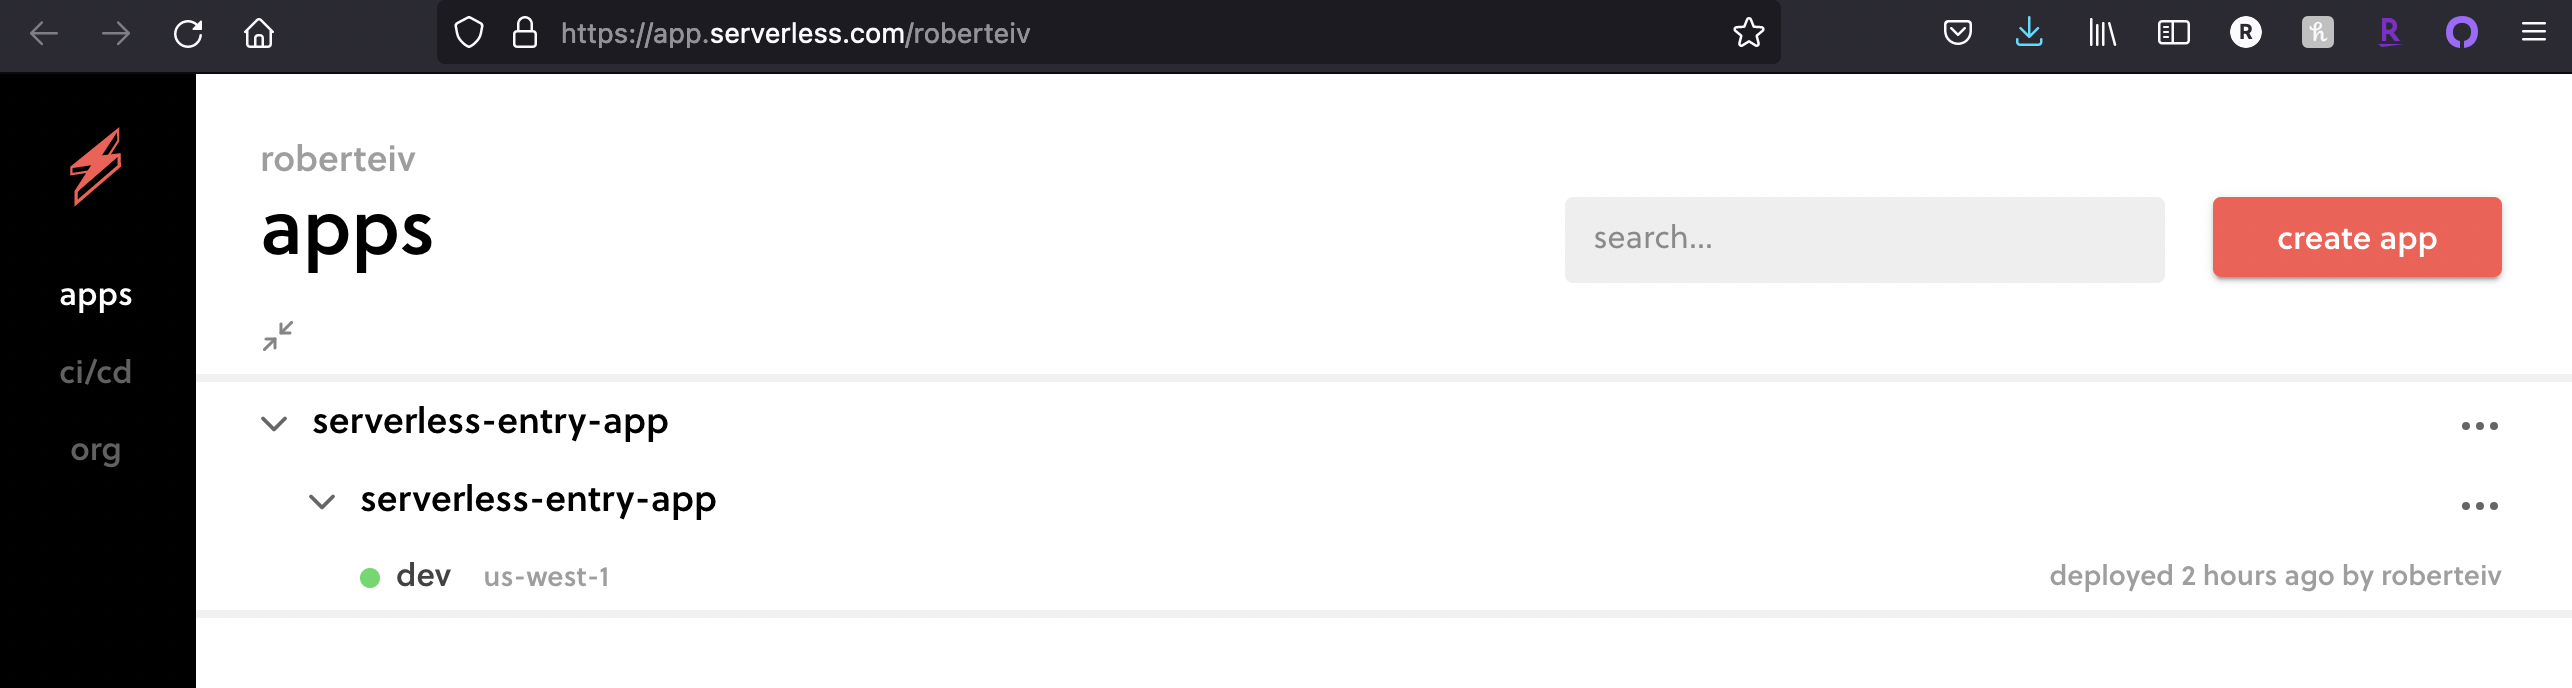 https://app.serverless.com/roberteiv
R
h
R
roberteiv
apps
search...
create app
apps
ci/cd
org
serverless-entry-app
serverless-entry-app
dev us-west-1 deployed 2 hours ago by roberteiv